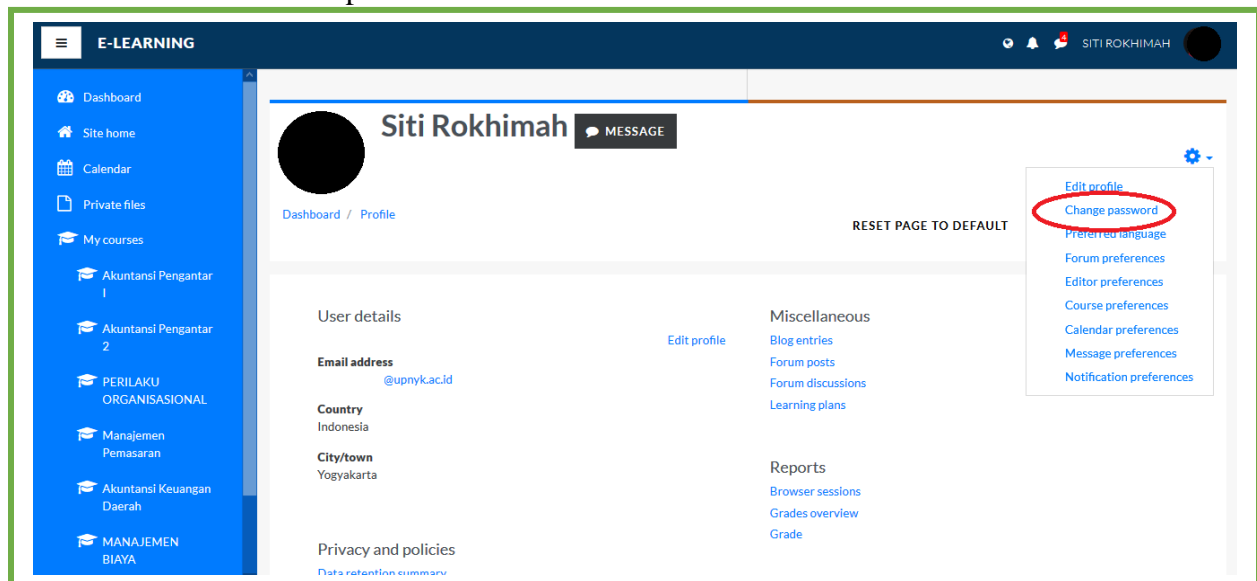 E-LEARNING
SITI ROKHIMAH
4
Dashboard
Site home
Calendar
Private files
My courses
Akuntansi Pengantar
I
Akuntansi Pengantar
2
PERILAKU
ORGANISASIONAL
Manajemen
Pemasaran
Akuntansi Keuangan
Daerah
MANAJEMEN
BIAYA
Siti Rokhimah MESSAGE
Dashboard / Profile
RESET PAGE TO DEFAULT
Edit profile
Change password
Preferred language
Forum preferences
Editor preferences
Course preferences
Calendar preferences
Message preferences
Notification preferences
User details
Edit profile
Email address
@upnyk.ac.id
Country
Indonesia
City/town
Yogyakarta
Privacy and policies
Data retention summary
Miscellaneous
Blog entries
Forum posts
Forum discussions
Learning plans
Reports
Browser sessions
Grades overview
Grade